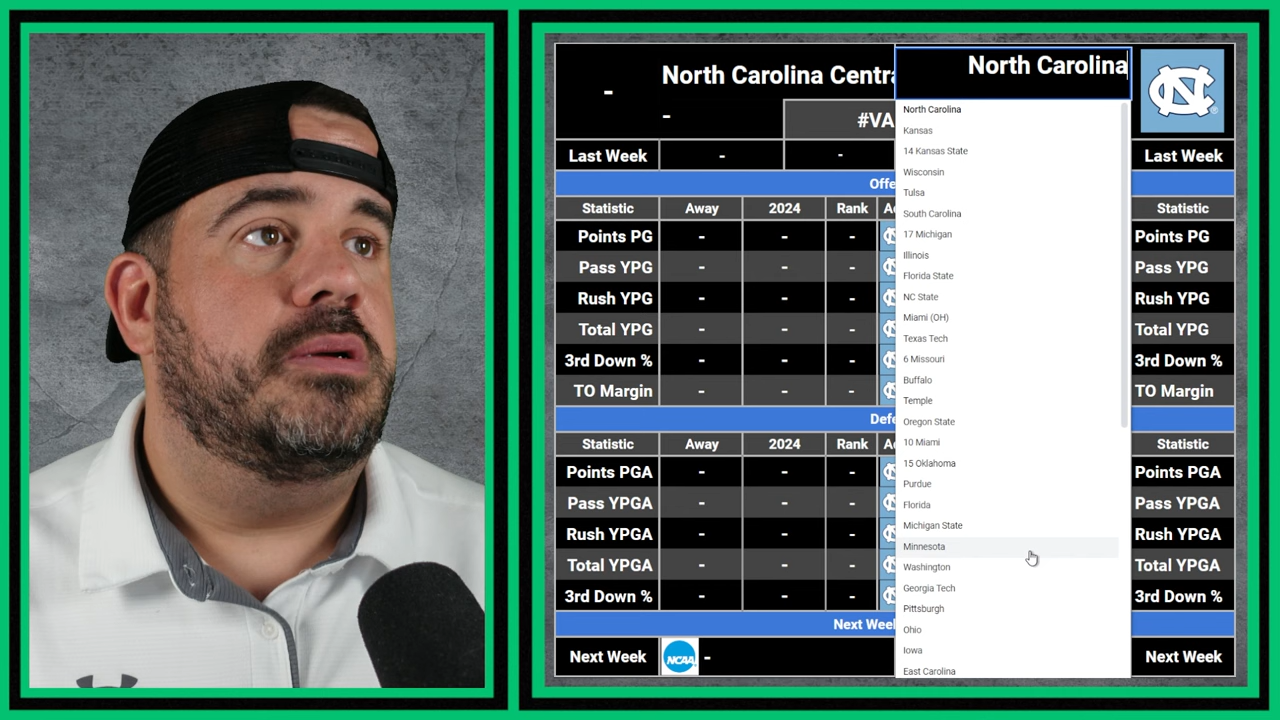 -
North Carolina Centra
North Carolina
NC
-
#VA
Last Week
-
-
Last Week
Offe
Statistic
Away
2024
Rank
Statistic
Points PG
-
-
-
Points PG
Pass YPG
-
-
-
Pass YPG
Rush YPG
-
-
-
Rush YPG
Total YPG
-
-
-
Total YPG
3rd Down %
-
-
-
3rd Down %
TO Margin
-
-
-
TO Margin
Defe
Statistic
Away
2024
Rank
Statistic
Points PGA
-
-
-
Points PGA
Pass YPGA
-
-
-
Pass YPGA
Rush YPGA
-
-
-
Rush YPGA
Total YPGA
-
-
-
Total YPGA
3rd Down %
-
-
-
3rd Down %
Next Wee
Next Week
NCAA
-
Next Week
North Carolina
Kansas
14 Kansas State
Wisconsin
Tulsa
South Carolina
17 Michigan
Illinois
Florida State
NC State
Miami (OH)
Texas Tech
6 Missouri
Buffalo
Temple
Oregon State
10 Miami
15 Oklahoma
Purdue
Florida
Michigan State
Minnesota
Washington
Georgia Tech
Pittsburgh
Ohio
Iowa
East Carolina